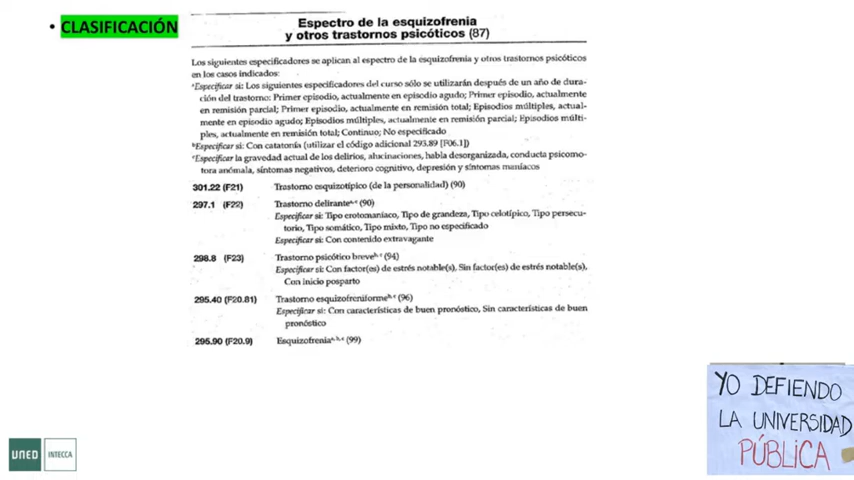 • CLASIFICACIÓN
Espectro de la esquizofrenia
y otros trastornos psicóticos (87)
Los siguientes especificadores se aplican al espectro de la esquizofrenia y otros trastornos psicóticos
en los casos indicados:
ᵃEspecificar si: Los siguientes especificadores del curso sólo se utilizarán después de un año de dura-
ción del trastorno: Primer episodio, actualmente en episodio agudo; Primer episodio, actualmente
en remisión parcial; Primer episodio, actualmente en remisión total; Episodios múltiples, actual-
mente en episodio agudo; Episodios múltiples, actualmente en remisión parcial; Episodios múlti-
ples, actualmente en remisión total; Continuo; No especificado
ᵇEspecificar si: Con catatonía (utilizar el código adicional 293.89 [F06.1])
ᶜEspecificar la gravedad actual de los delirios, alucinaciones, habla desorganizada, conducta psicomo-
tora anómala, síntomas negativos, deterioro cognitivo, depresión y síntomas maníacos
301.22 (F21) Trastorno esquizotípico (de la personalidad) (90)
297.1 (F22) Trastorno deliranteᵃ,ᶜ (90)
Especificar si: Tipo erotomaníaco, Tipo de grandeza, Tipo celotípico, Tipo persecu-
torio, Tipo somático, Tipo mixto, Tipo no especificado
Especificar si: Con contenido extravagante
298.8 (F23) Trastorno psicótico breveᵇ,ᶜ (94)
Especificar si: Con factor(es) de estrés notable(s), Sin factor(es) de estrés notable(s),
Con inicio posparto
295.40 (F20.81) Trastorno esquizofreniformeᵇ,ᶜ (96)
Especificar si: Con características de buen pronóstico, Sin características de buen
pronóstico
295.90 (F20.9) Esquizofreniaᵃ,ᵇ,ᶜ (99)
YO DEFIENDO
LA UNIVERSIDAD
PÚBLICA
UNED INTECCA